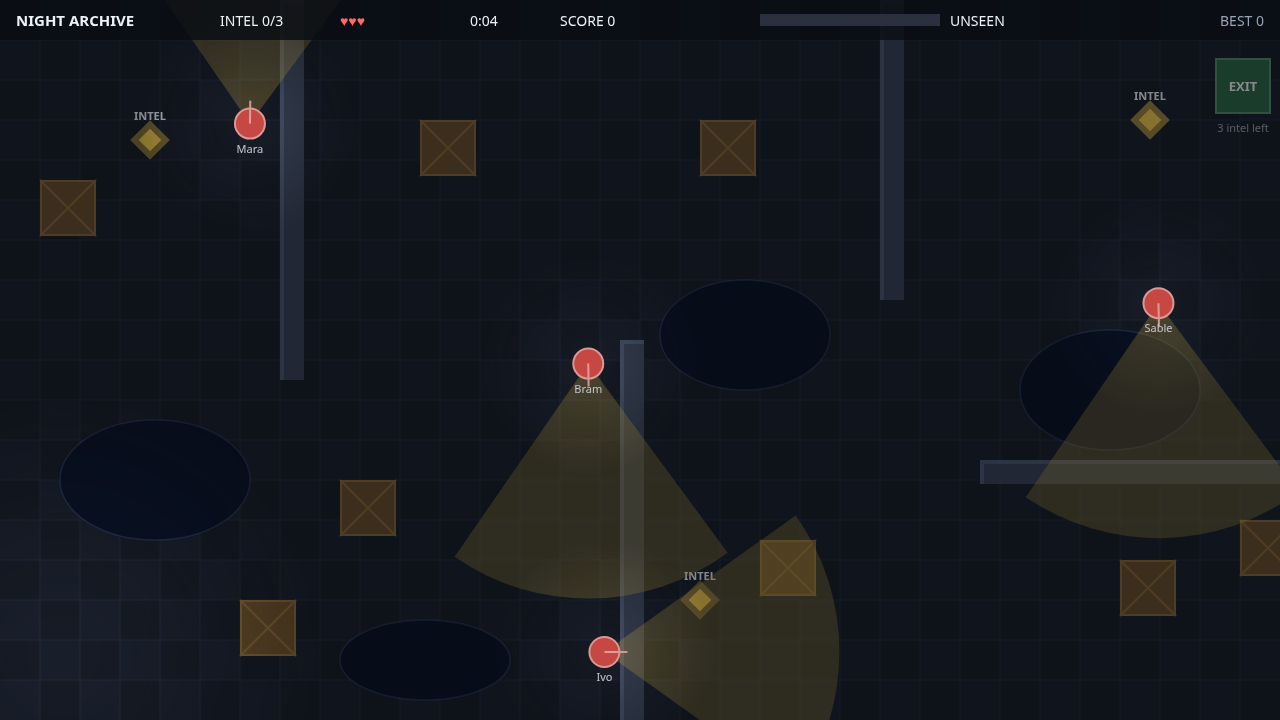 NIGHT ARCHIVE INTEL 0/3 ♥♥♥ 0:04 SCORE 0 UNSEEN BEST 0
EXIT
INTEL
3 intel left
INTEL
Mara
Sable
Bram
INTEL
Ivo